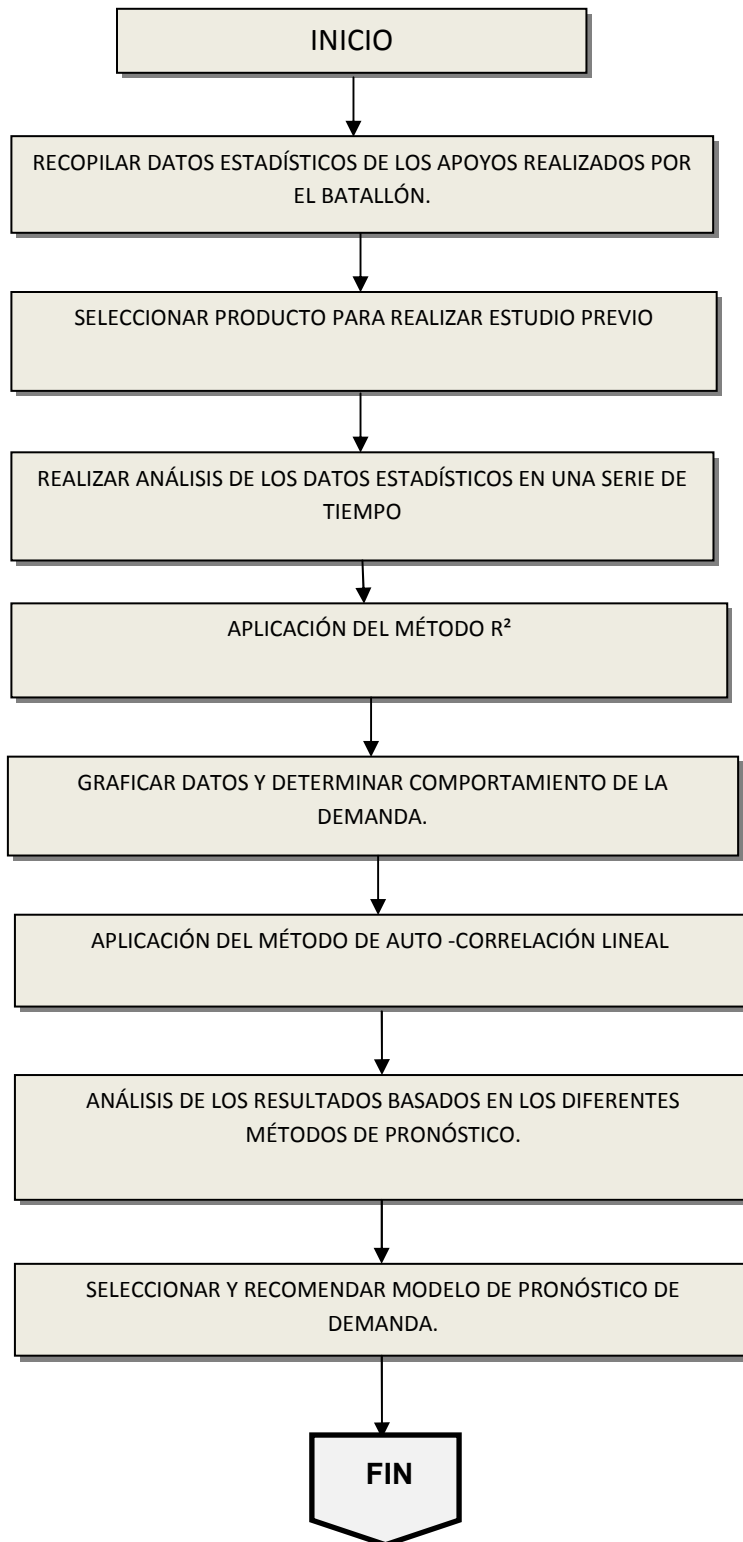 INICIO
RECOPILAR DATOS ESTADÍSTICOS DE LOS APOYOS REALIZADOS POR
EL BATALLÓN.
SELECCIONAR PRODUCTO PARA REALIZAR ESTUDIO PREVIO
REALIZAR ANÁLISIS DE LOS DATOS ESTADÍSTICOS EN UNA SERIE DE
TIEMPO
APLICACIÓN DEL MÉTODO R²
GRAFICAR DATOS Y DETERMINAR COMPORTAMIENTO DE LA
DEMANDA.
APLICACIÓN DEL MÉTODO DE AUTO -CORRELACIÓN LINEAL
ANÁLISIS DE LOS RESULTADOS BASADOS EN LOS DIFERENTES
MÉTODOS DE PRONÓSTICO.
SELECCIONAR Y RECOMENDAR MODELO DE PRONÓSTICO DE
DEMANDA.
FIN